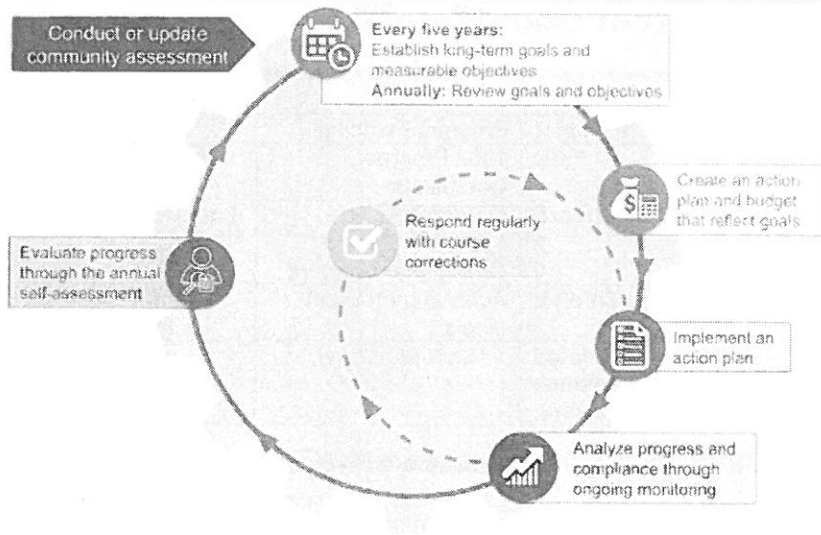 Conduct or update
community assessment
Every five years:
Establish long-term goals and
measurable objectives
Annually: Review goals and objectives
Create an action
plan and budget
that reflect goals
Respond regularly
with course
corrections
Evaluate progress
through the annual
self-assessment
Implement an
action plan
Analyze progress and
compliance through
ongoing monitoring